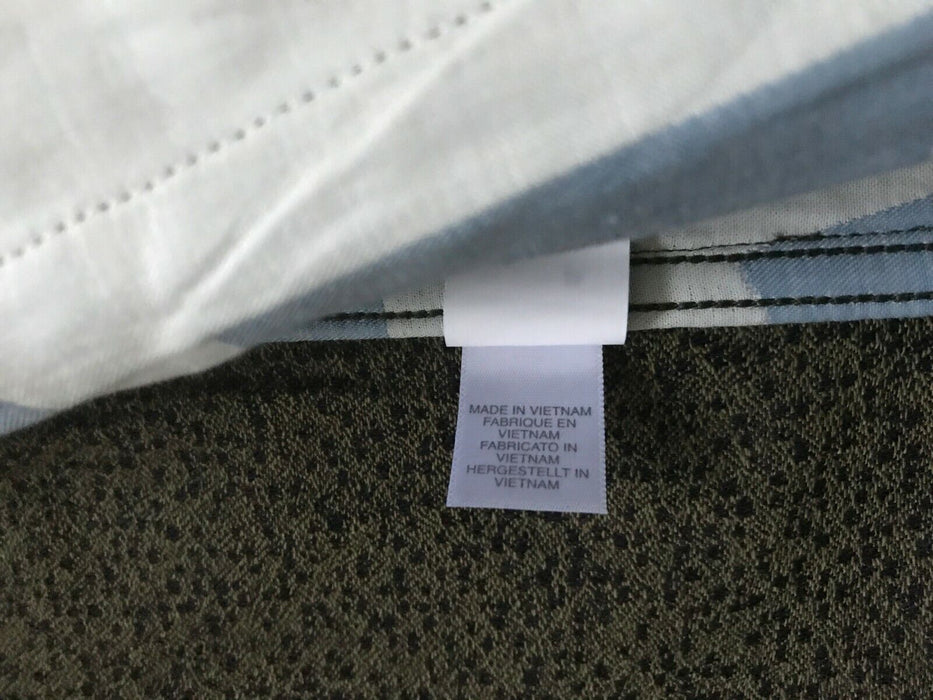 MADE IN VIETNAM
FABRIQUE EN
VIETNAM
FABRICATO IN
VIETNAM
HERGESTELLT IN
VIETNAM